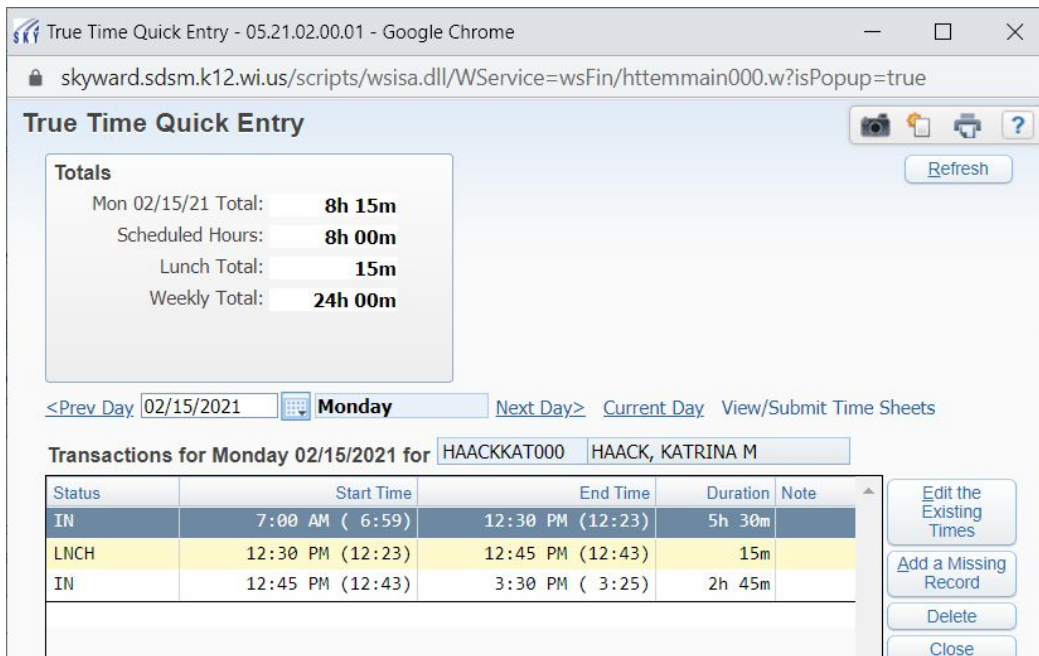 SKY True Time Quick Entry - 05.21.02.00.01 - Google Chrome
skyward.sdsm.k12.wi.us/scripts/wsisa.dll/WService=wsFin/httemmain000.w?isPopup=true
True Time Quick Entry ?
Totals Refresh
Mon 02/15/21 Total: 8h 15m
Scheduled Hours: 8h 00m
Lunch Total: 15m
Weekly Total: 24h 00m
<Prev Day 02/15/2021 Monday Next Day> Current Day View/Submit Time Sheets
Transactions for Monday 02/15/2021 for HAACKKAT000 HAACK, KATRINA M
Status Start Time End Time Duration Note
IN 7:00 AM ( 6:59) 12:30 PM (12:23) 5h 30m
LNCH 12:30 PM (12:23) 12:45 PM (12:43) 15m
IN 12:45 PM (12:43) 3:30 PM ( 3:25) 2h 45m
Edit the
Existing
Times
Add a Missing
Record
Delete
Close